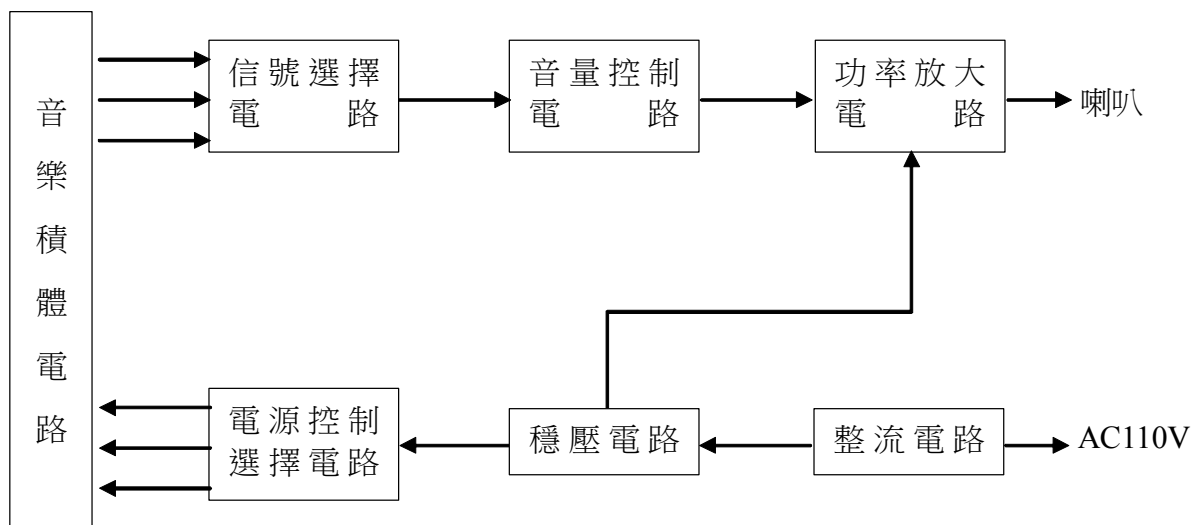 音樂積體電路
信號選擇
電路
音量控制
電路
功率放大
電路
喇叭
電源控制
選擇電路
穩壓電路
整流電路
AC110V